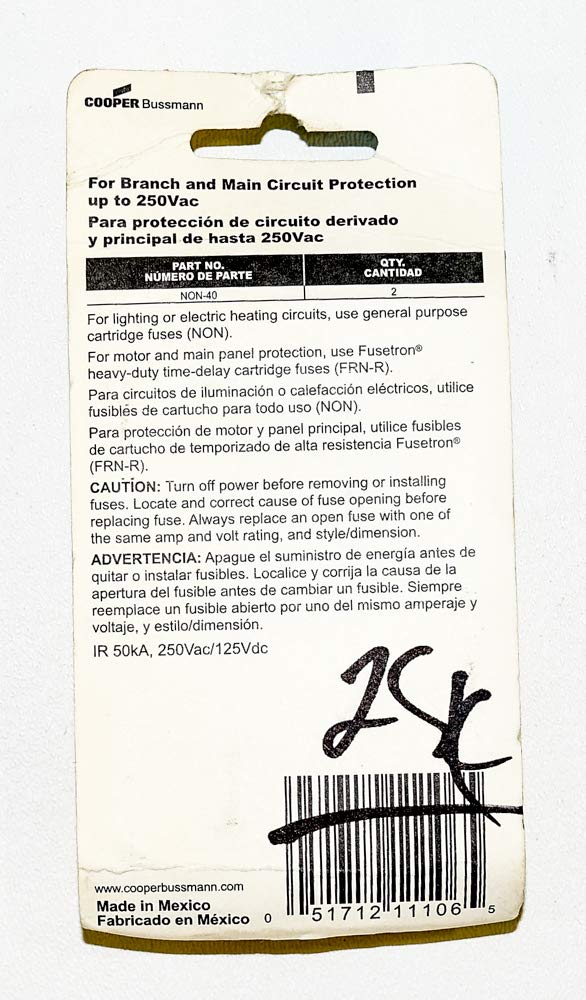 COOPER Bussmann
For Branch and Main Circuit Protection
up to 250Vac
Para protección de circuito derivado
y principal de hasta 250Vac
PART NO. QTY.
NÚMERO DE PARTE CANTIDAD
NON-40 2
For lighting or electric heating circuits, use general purpose
cartridge fuses (NON).
For motor and main panel protection, use Fusetron®
heavy-duty time-delay cartridge fuses (FRN-R).
Para circuitos de iluminación o calefacción eléctricos, utilice
fusibles de cartucho para todo uso (NON).
Para protección de motor y panel principal, utilice fusibles
de cartucho de temporizado de alta resistencia Fusetron®
(FRN-R).
CAUTION: Turn off power before removing or installing
fuses. Locate and correct cause of fuse opening before
replacing fuse. Always replace an open fuse with one of
the same amp and volt rating, and style/dimension.
ADVERTENCIA: Apague el suministro de energía antes de
quitar o instalar fusibles. Localice y corrija la causa de la
apertura del fusible antes de cambiar un fusible. Siempre
reemplace un fusible abierto por uno del mismo amperaje y
voltaje, y estilo/dimensión.
IR 50kA, 250Vac/125Vdc
www.cooperbussmann.com
Made in Mexico
Fabricado en México
0 51712 11106 5